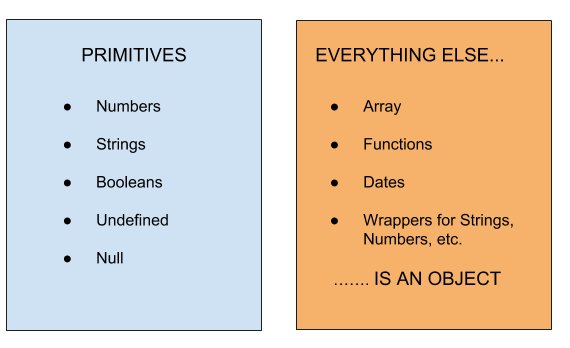 PRIMITIVES
● Numbers
● Strings
● Booleans
● Undefined
● Null
EVERYTHING ELSE...
● Array
● Functions
● Dates
● Wrappers for Strings,
Numbers, etc.
....... IS AN OBJECT